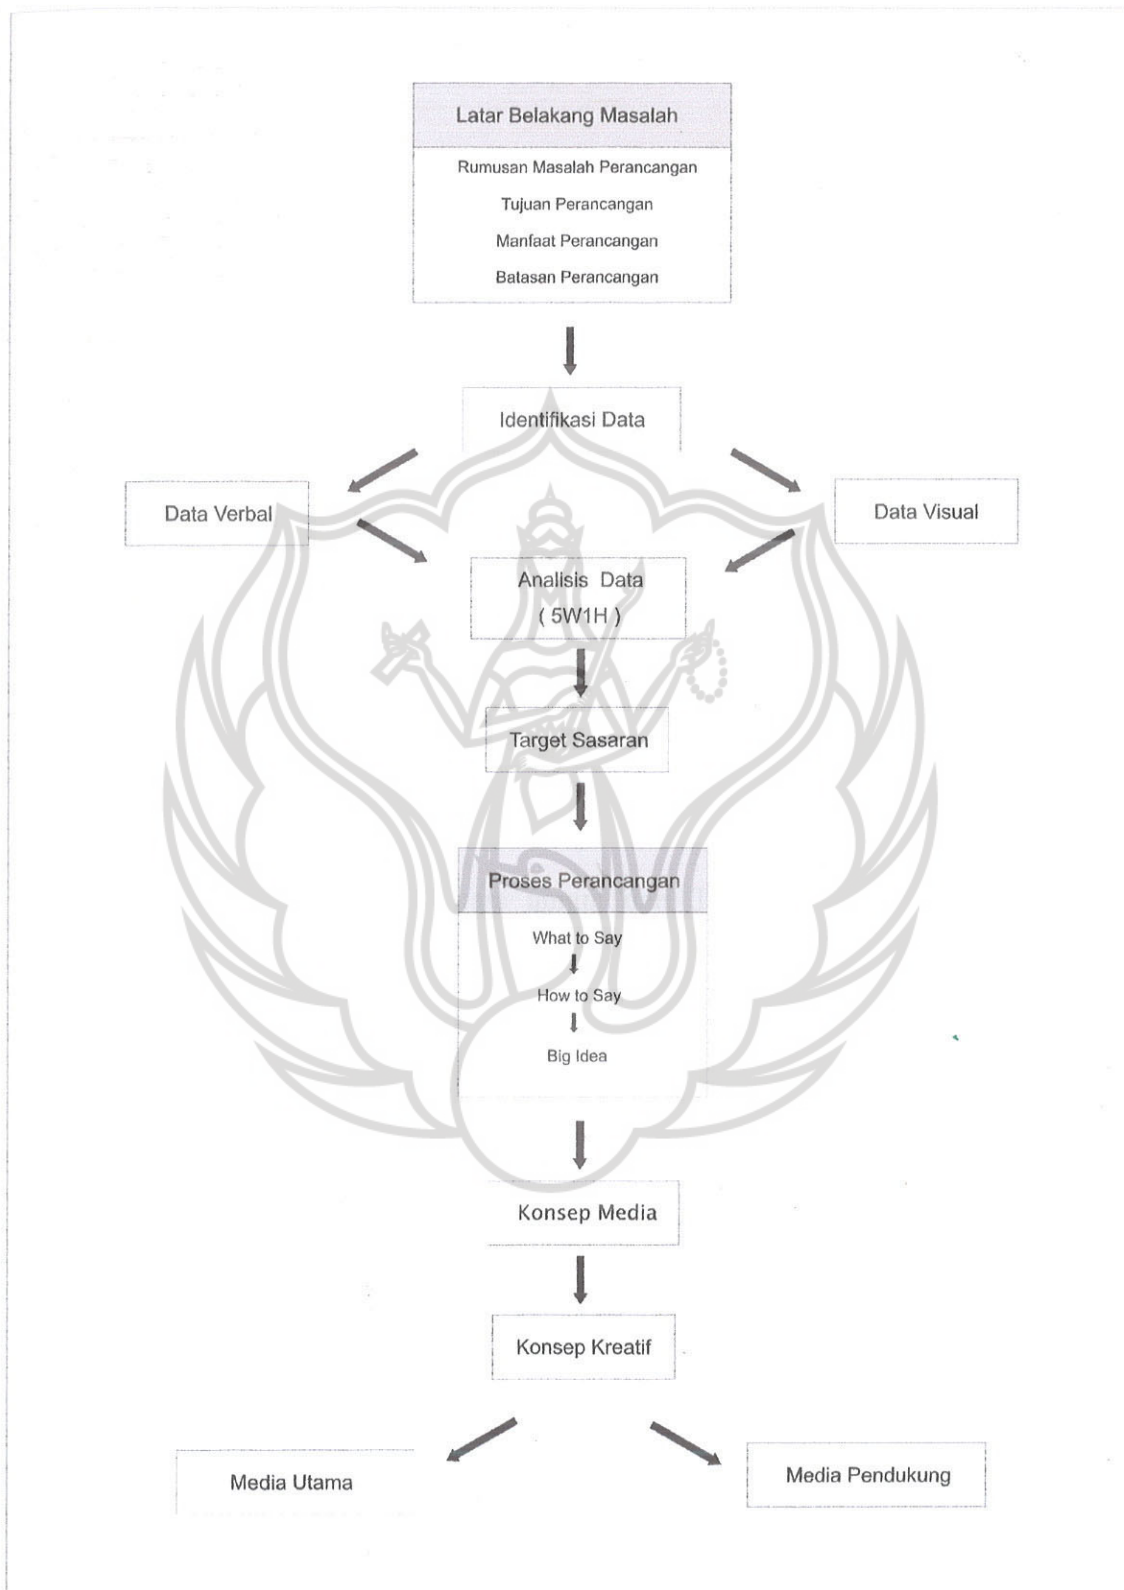 Latar Belakang Masalah
Rumusan Masalah Perancangan
Tujuan Perancangan
Manfaat Perancangan
Batasan Perancangan
Identifikasi Data
Data Verbal
Data Visual
Analisis Data
( 5W1H )
Target Sasaran
Proses Perancangan
What to Say
How to Say
Big Idea
Konsep Media
Konsep Kreatif
Media Utama
Media Pendukung